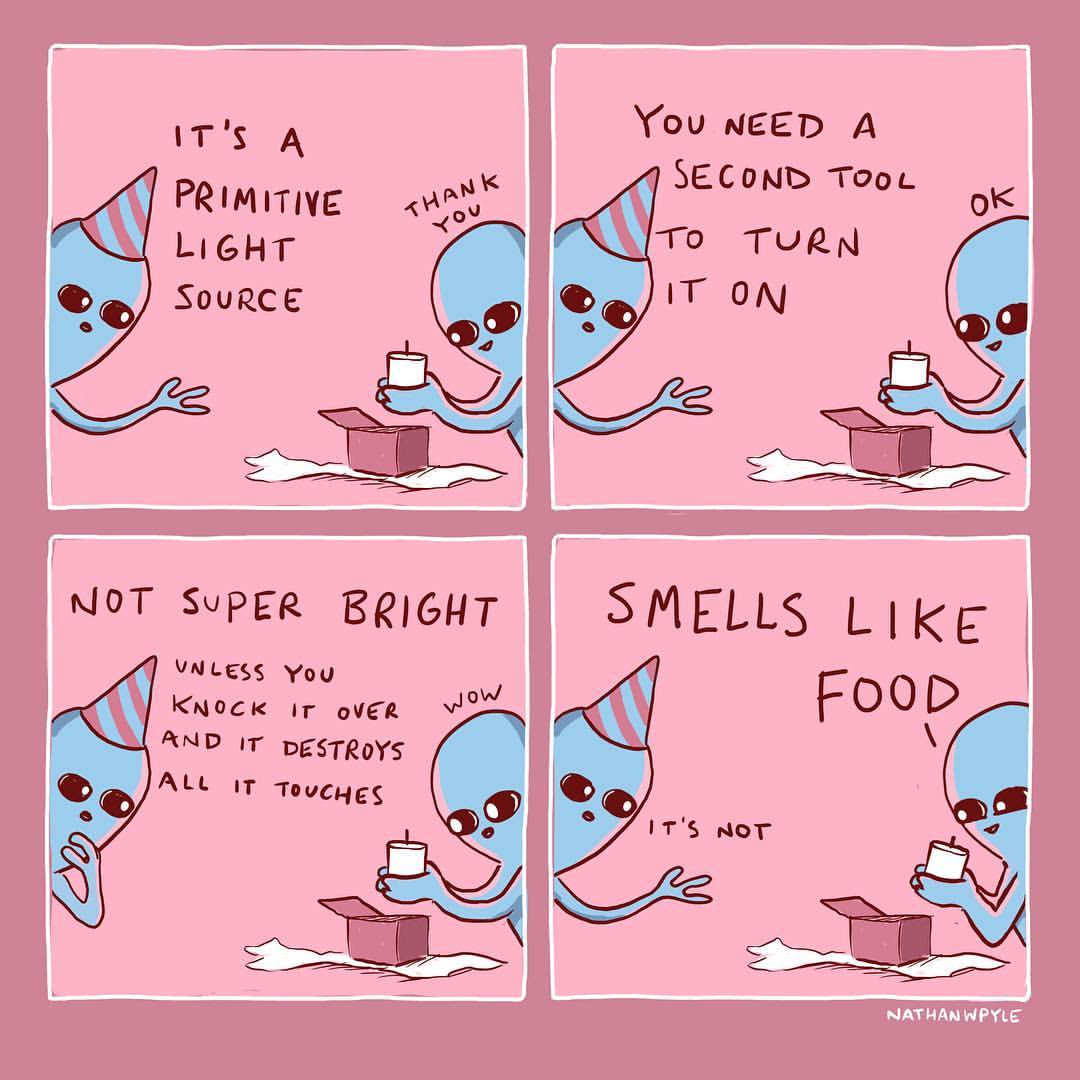 IT'S A
PRIMITIVE
LIGHT
SOURCE
THANK
YOU
YOU NEED A
SECOND TOOL
TO TURN
IT ON
OK
NOT SUPER BRIGHT
UNLESS YOU
KNOCK IT OVER
AND IT DESTROYS
ALL IT TOUCHES
WOW
SMELLS LIKE
FOOD
IT'S NOT
NATHANWPYLE